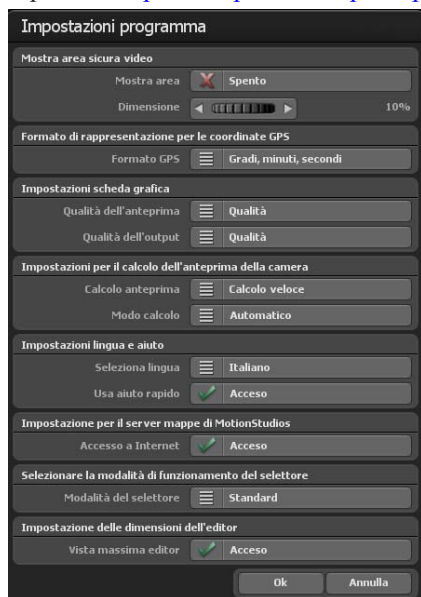 Impostazioni programma
Mostra area sicura video
Mostra area Spento
Dimensione 10%
Formato di rappresentazione per le coordinate GPS
Formato GPS Gradi, minuti, secondi
Impostazioni scheda grafica
Qualità dell'anteprima Qualità
Qualità dell'output Qualità
Impostazioni per il calcolo dell'anteprima della camera
Calcolo anteprima Calcolo veloce
Modo calcolo Automatico
Impostazioni lingua e aiuto
Seleziona lingua Italiano
Usa aiuto rapido Acceso
Impostazione per il server mappe di MotionStudios
Accesso a Internet Acceso
Selezionare la modalità di funzionamento del selettore
Modalità del selettore Standard
Impostazione delle dimensioni dell'editor
Vista massima editor Acceso
Ok Annulla